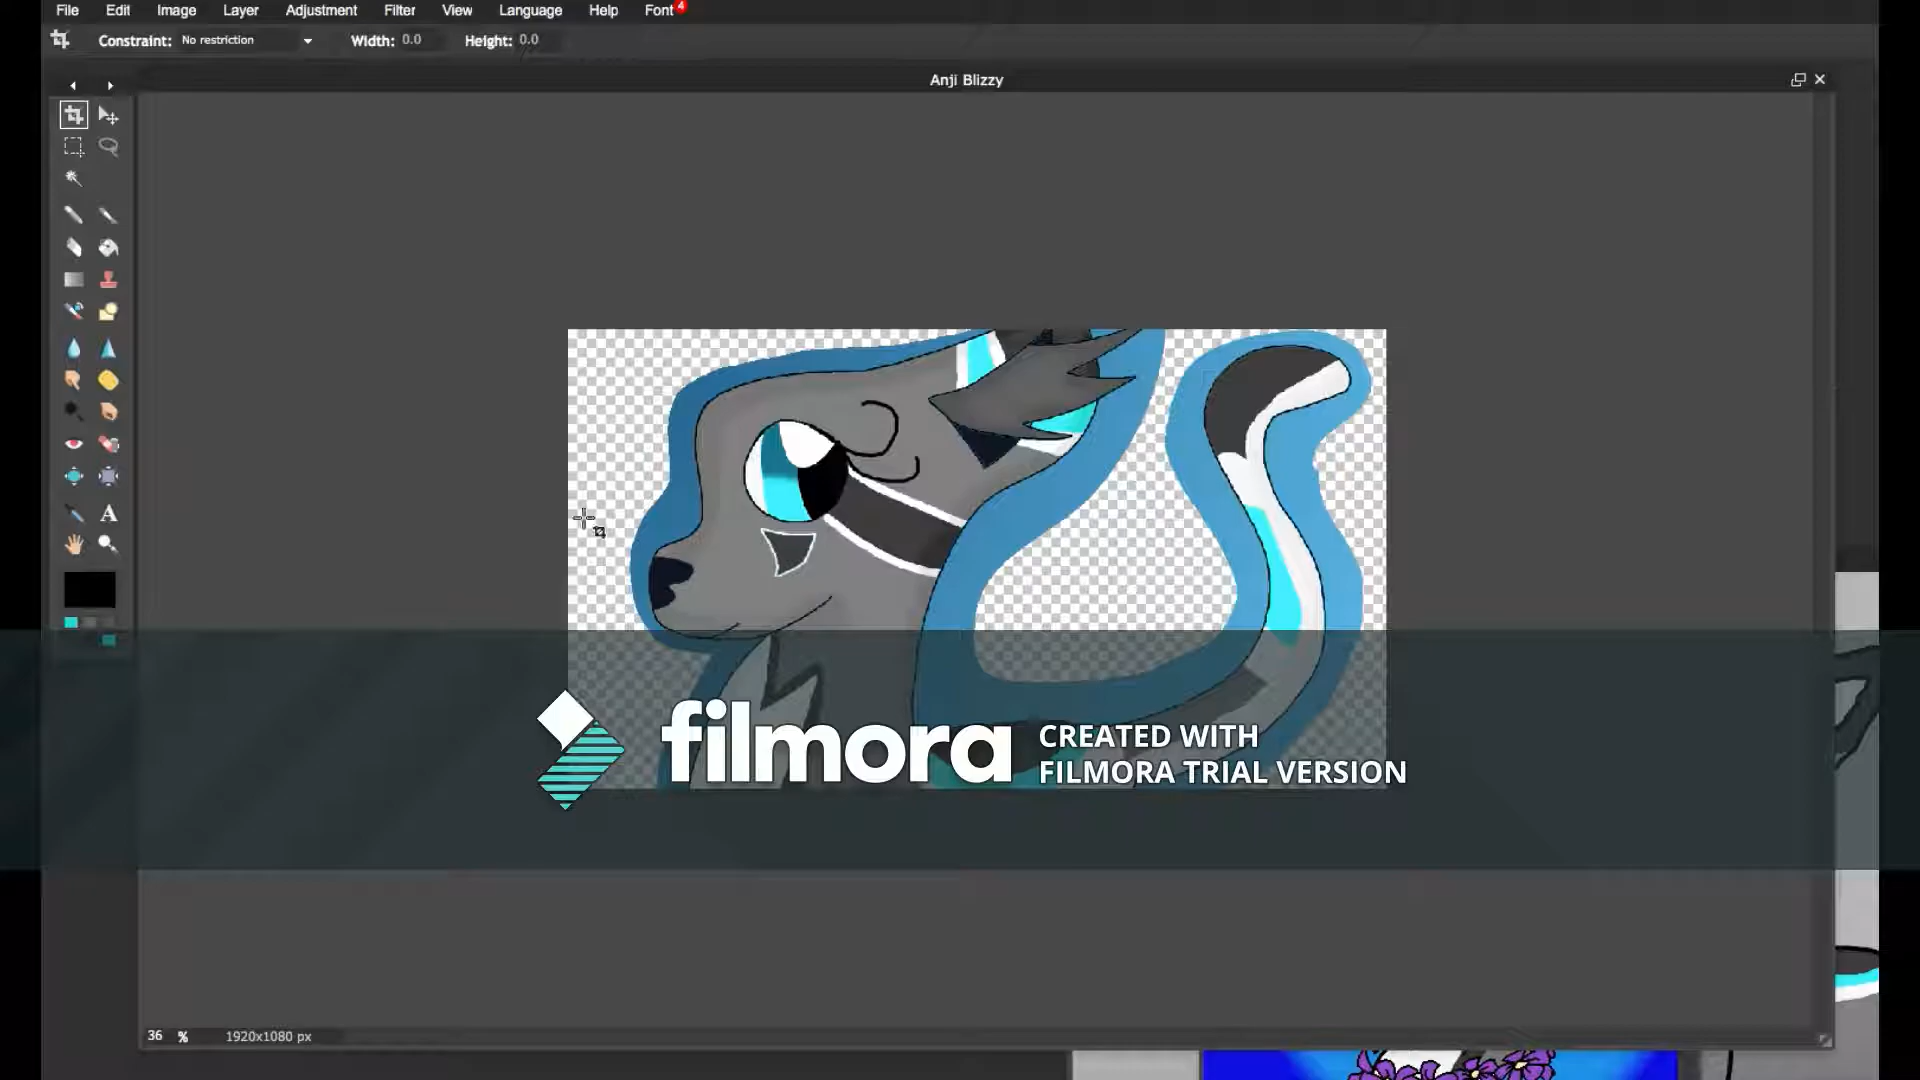 File Edit Image Layer Adjustment Filter View Language Help Font 4
Constraint: No restriction Width: 0.0 Height: 0.0
Anji Blizzy
A
filmora CREATED WITH
FILMORA TRIAL VERSION
36 % 1920x1080 px